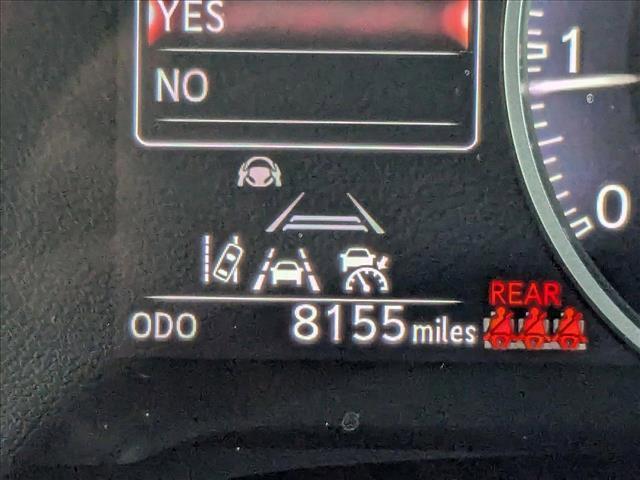 YES
NO
1
0
REAR
ODO 8155 miles